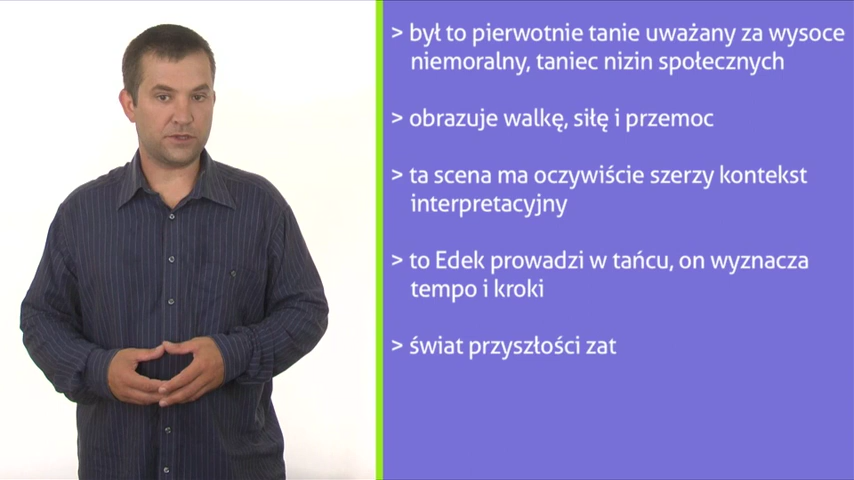 > był to pierwotnie tanie uważany za wysoce
niemoralny, taniec nizin społecznych
> obrazuje walkę, siłę i przemoc
> ta scena ma oczywiście szerzy kontekst
interpretacyjny
> to Edek prowadzi w tańcu, on wyznacza
tempo i kroki
> świat przyszłości zat